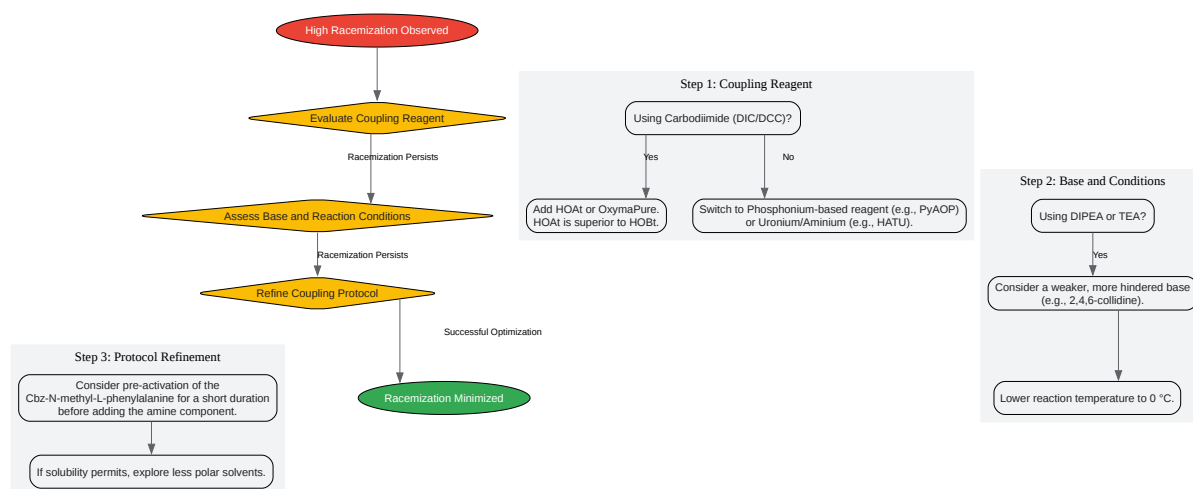 High Racemization Observed
Evaluate Coupling Reagent
Racemization Persists
Assess Base and Reaction Conditions
Racemization Persists
Refine Coupling Protocol
Successful Optimization
Racemization Minimized
Step 1: Coupling Reagent
Using Carbodiimide (DIC/DCC)?
Yes
No
Add HOAt or OxymaPure.
HOAt is superior to HOBt.
Switch to Phosphonium-based reagent (e.g., PyAOP)
or Uronium/Aminium (e.g., HATU).
Step 2: Base and Conditions
Using DIPEA or TEA?
Yes
Consider a weaker, more hindered base
(e.g., 2,4,6-collidine).
Lower reaction temperature to 0 °C.
Step 3: Protocol Refinement
Consider pre-activation of the
Cbz-N-methyl-L-phenylalanine for a short duration
before adding the amine component.
If solubility permits, explore less polar solvents.